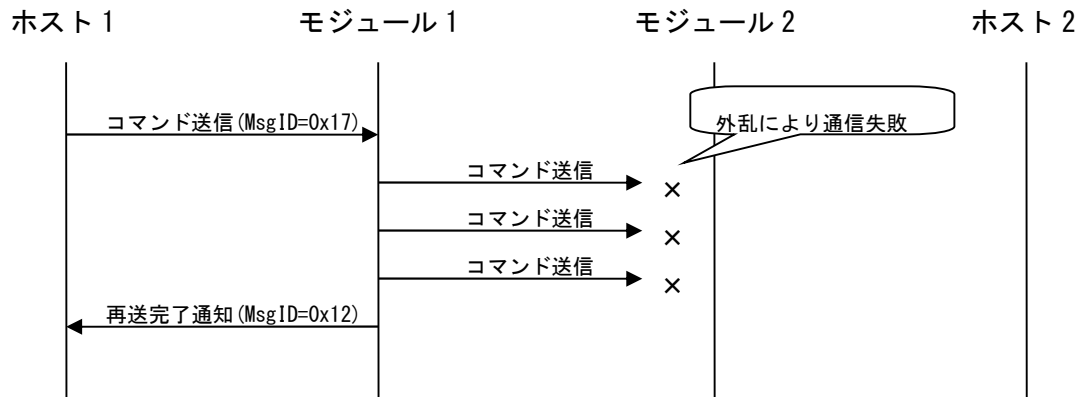 ホスト1 モジュール1 モジュール2 ホスト2
コマンド送信(MsgID=0x17)
外乱により通信失敗
コマンド送信
×
コマンド送信
×
コマンド送信
×
再送完了通知(MsgID=0x12)